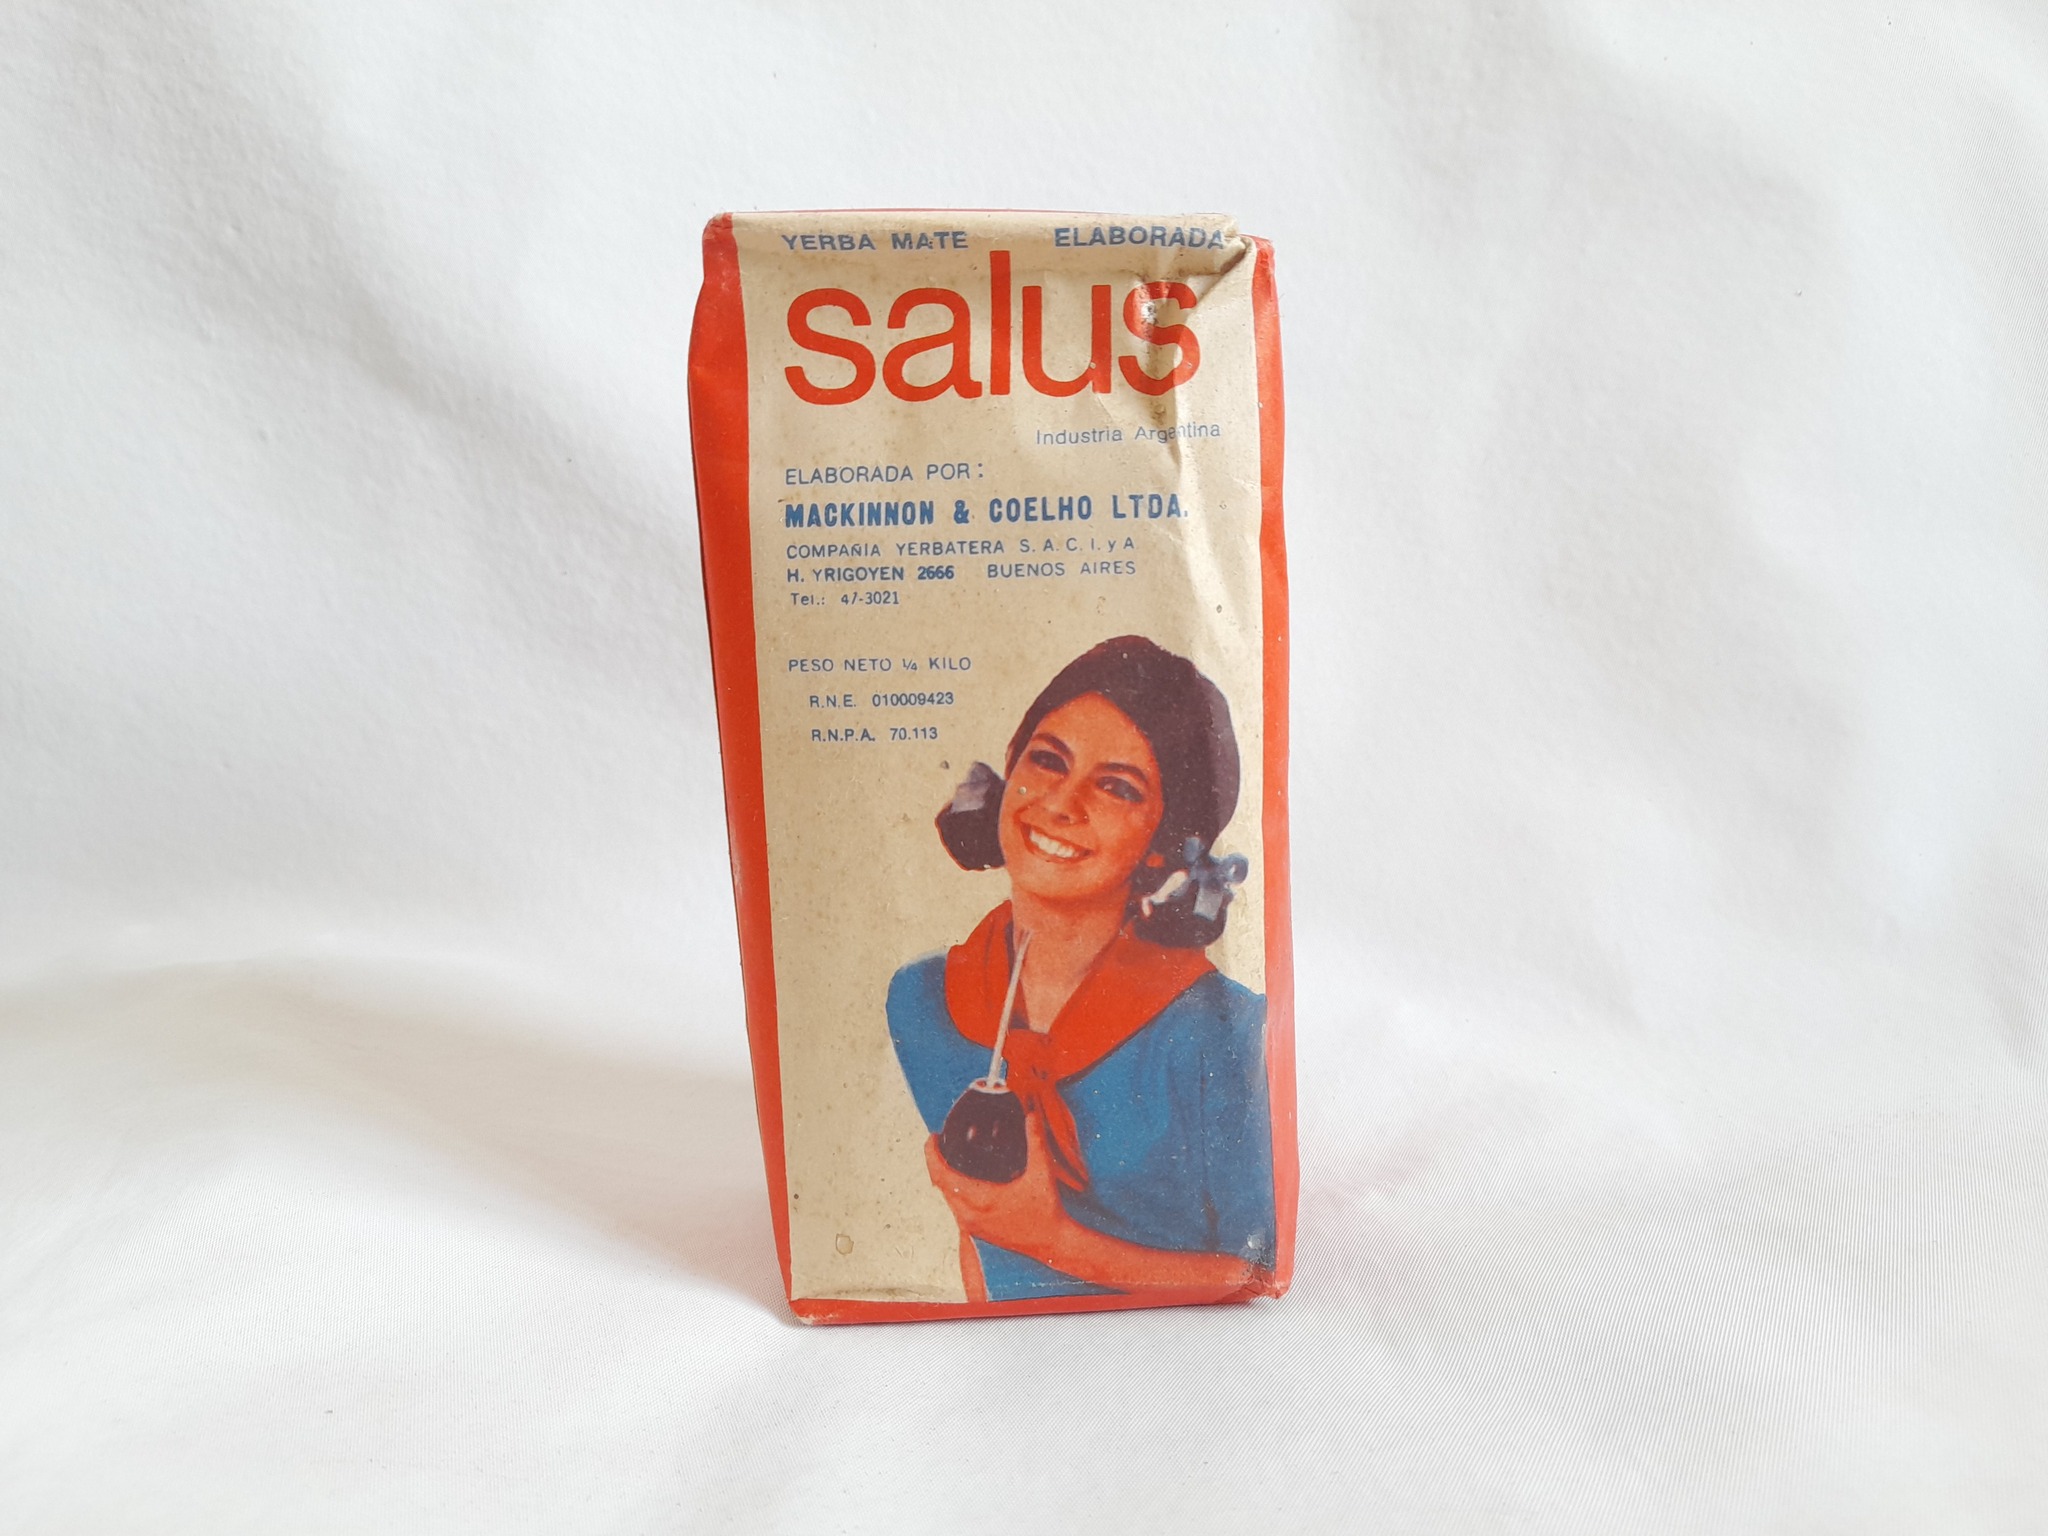 YERBA MATE ELABORADA
salus
Industria Argentina
ELABORADA POR:
MACKINNON & COELHO LTDA.
COMPAÑIA YERBATERA S. A. C. I. y A
H. YRIGOYEN 2666 BUENOS AIRES
Tel.: 47-3021
PESO NETO ¼ KILO
R.N.E. 010009423
R.N.P.A. 70.113